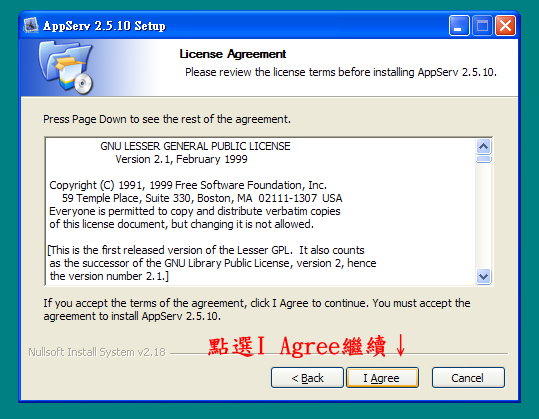 AppServ 2.5.10 Setup
License Agreement
Please review the license terms before installing AppServ 2.5.10.
Press Page Down to see the rest of the agreement.
GNU LESSER GENERAL PUBLIC LICENSE
Version 2.1, February 1999
Copyright (C) 1991, 1999 Free Software Foundation, Inc.
59 Temple Place, Suite 330, Boston, MA  02111-1307  USA
Everyone is permitted to copy and distribute verbatim copies
of this license document, but changing it is not allowed.
[This is the first released version of the Lesser GPL.  It also counts
as the successor of the GNU Library Public License, version 2, hence
the version number 2.1.]
If you accept the terms of the agreement, click I Agree to continue. You must accept the
agreement to install AppServ 2.5.10.
點選I Agree繼續↓
Nullsoft Install System v2.18
< Back
I Agree
Cancel